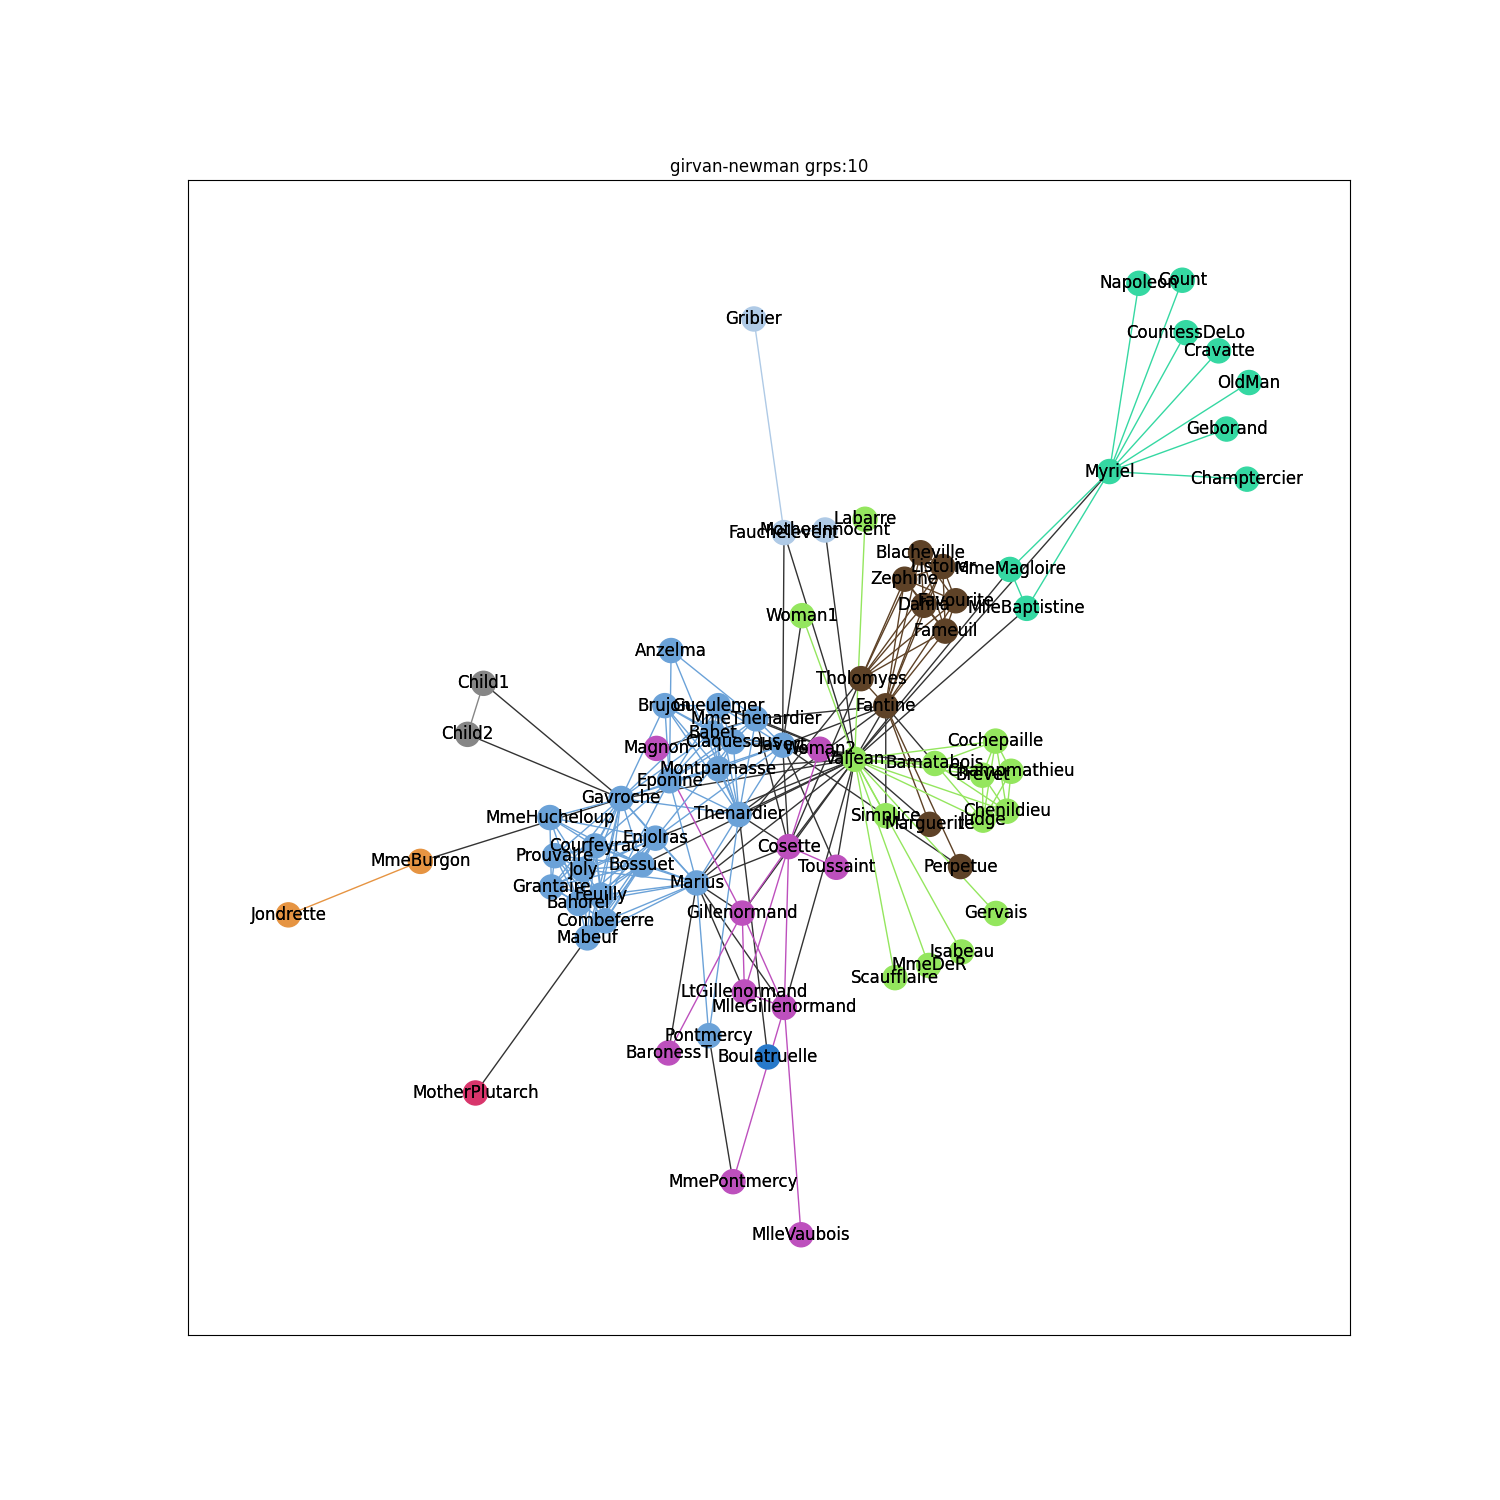 girvan-newman grps:10
Napoleon
Count
Gribier
CountessDeLo
Cravatte
OldMan
Geborand
Myriel
Champtercier
Labarre
MotherInnocent
Fauchelevent
Blacheville
Listolier
MmeMagloire
Zephine
Favourite
Dahlia
MlleBaptistine
Woman1
Fameuil
Anzelma
Tholomyes
Child1
Brujon
Gueulemer
Fantine
MmeThenardier
Child2
Babet
Claquesous
Javert
Woman2
Magnon
Cochepaille
Valjean
Bamatabois
Montparnasse
Champmathieu
Brevet
Eponine
Gavroche
Chenildieu
MmeHucheloup
Thenardier
Simplice
Marguerite
Judge
Enjolras
Courfeyrac
Cosette
Prouvaire
MmeBurgon
Bossuet
Joly
Toussaint
Perpetue
Marius
Grantaire
Feuilly
Bahorel
Jondrette
Gillenormand
Gervais
Combeferre
Mabeuf
Isabeau
MmeDeR
Scaufflaire
LtGillenormand
MlleGillenormand
Pontmercy
BaronessT
Boulatruelle
MotherPlutarch
MmePontmercy
MlleVaubois